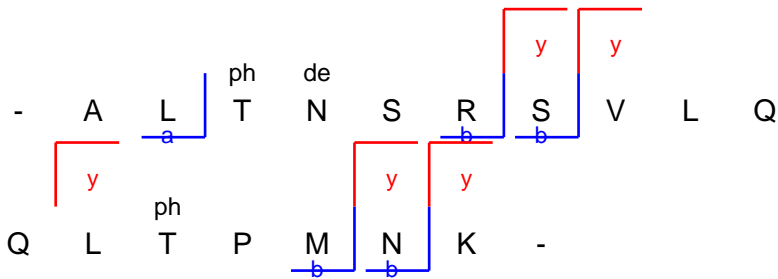 y y
ph de
- A L T N S R S V L Q
a b b
y y y
ph
Q L T P M N K -
b b